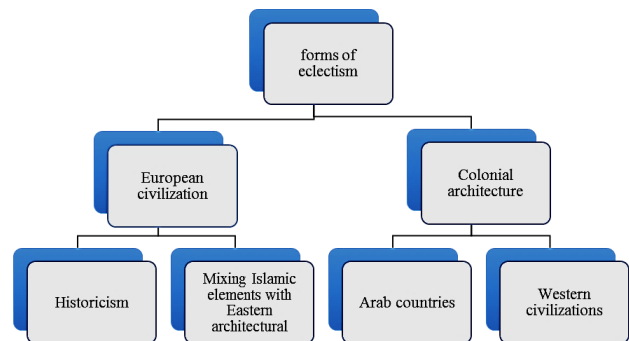 forms of
eclectism
European
civilization
Colonial
architecture
Historicism
Mixing Islamic
elements with
Eastern
architectural
Arab countries
Western
civilizations